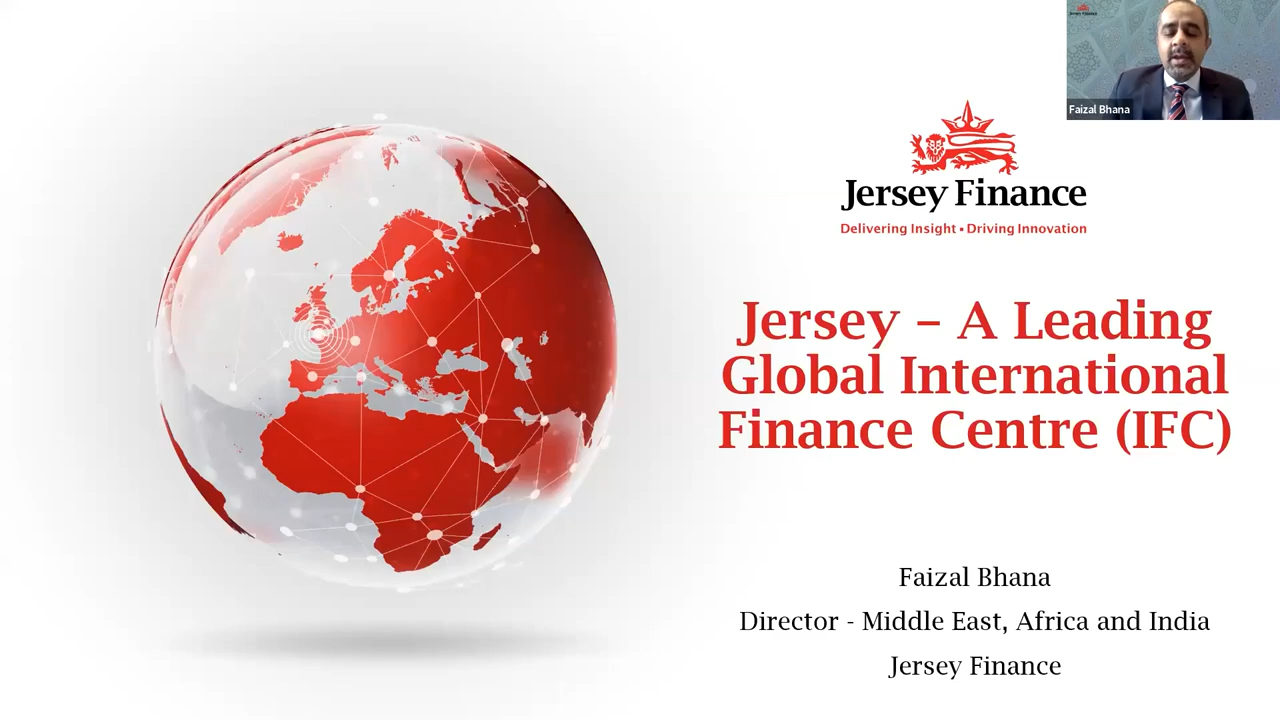 Faizal Bhana
Jersey Finance
Delivering Insight • Driving Innovation
Jersey – A Leading
Global International
Finance Centre (IFC)
Faizal Bhana
Director - Middle East, Africa and India
Jersey Finance